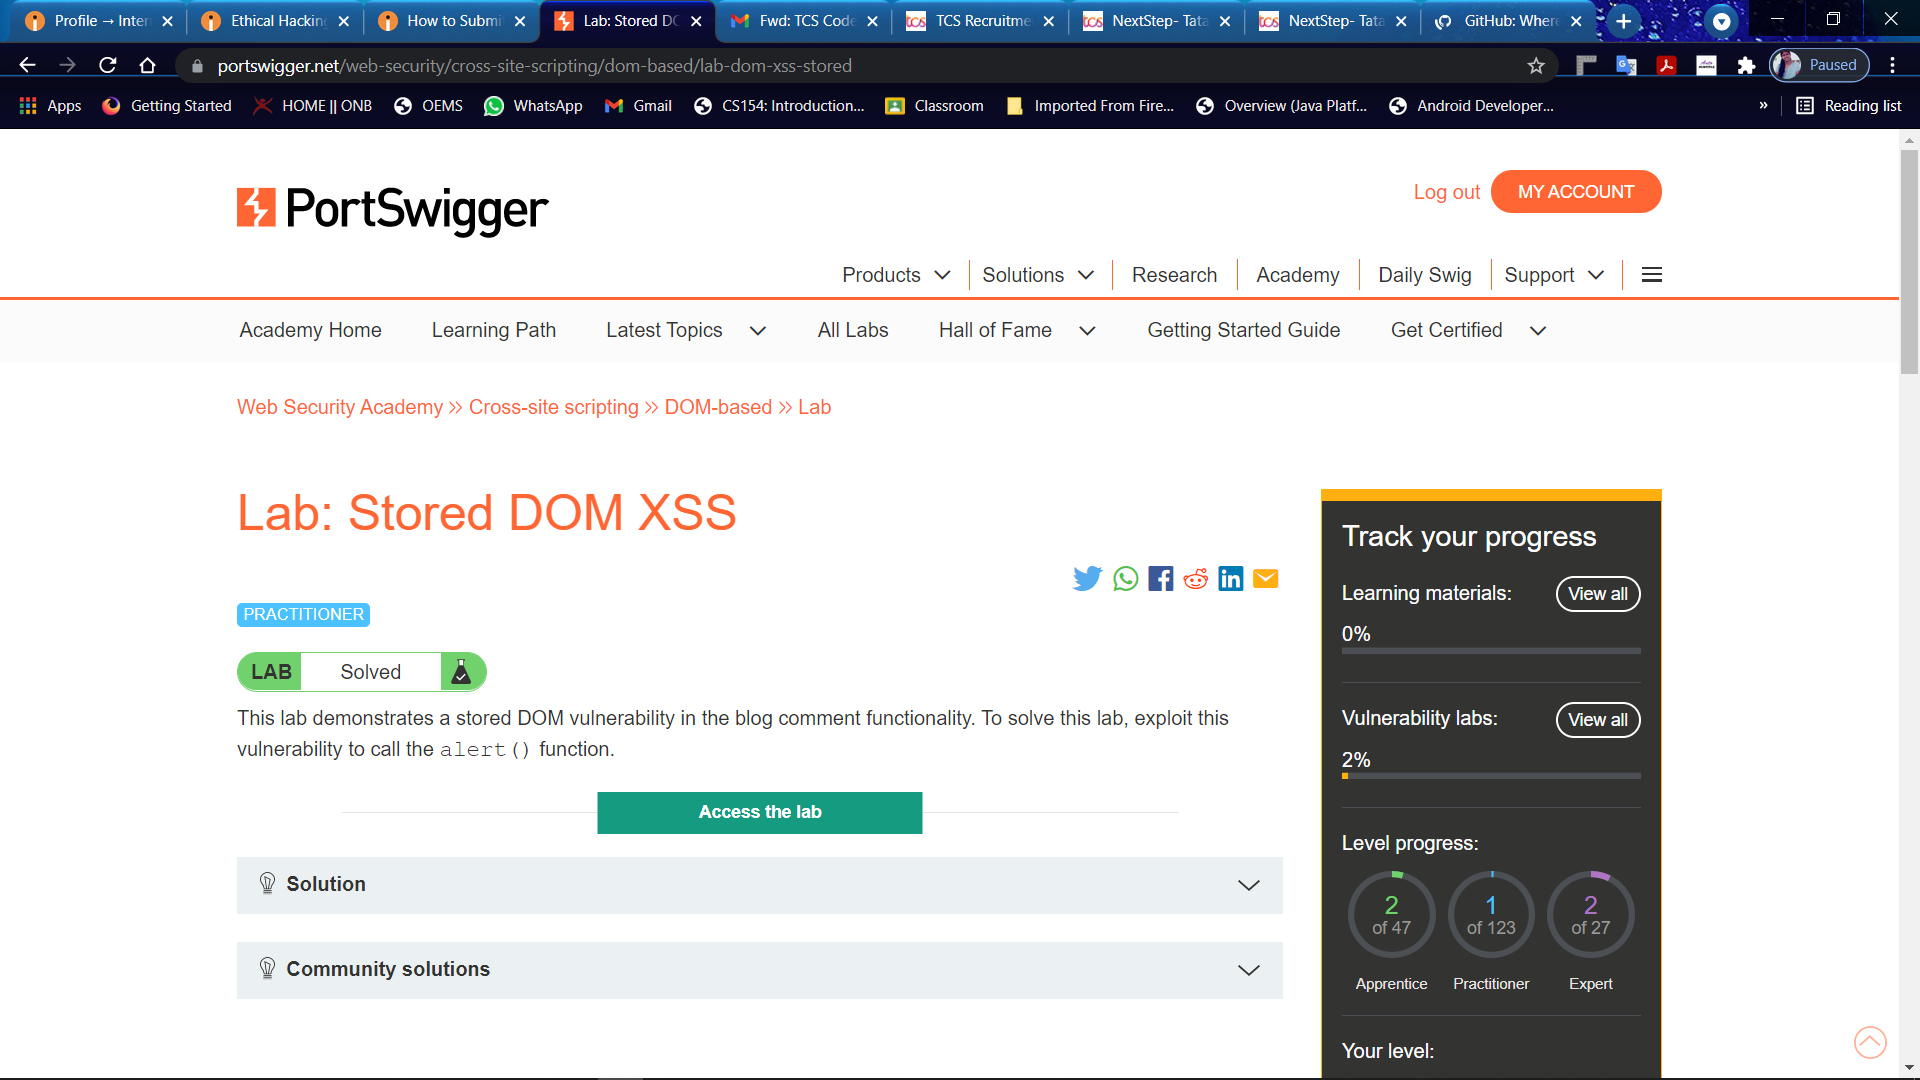 Profile → Inter
Ethical Hacking
How to Submi
Lab: Stored DO
Fwd: TCS Code
tcs TCS Recruitme
tcs NextStep- Tata
tcs NextStep- Tata
GitHub: Where
portswigger.net/web-security/cross-site-scripting/dom-based/lab-dom-xss-stored
Paused
Apps
Getting Started
HOME || ONB
OEMS
WhatsApp
Gmail
CS154: Introduction...
Classroom
Imported From Fire...
Overview (Java Platf...
Android Developer...
»
Reading list
PortSwigger
Log out
MY ACCOUNT
Products
Solutions
Research
Academy
Daily Swig
Support
Academy Home
Learning Path
Latest Topics
All Labs
Hall of Fame
Getting Started Guide
Get Certified
Web Security Academy » Cross-site scripting » DOM-based » Lab
Lab: Stored DOM XSS
PRACTITIONER
LAB Solved
This lab demonstrates a stored DOM vulnerability in the blog comment functionality. To solve this lab, exploit this
vulnerability to call the alert() function.
Access the lab
Solution
Community solutions
Track your progress
Learning materials:
View all
0%
Vulnerability labs:
View all
2%
Level progress:
2
of 47
Apprentice
1
of 123
Practitioner
2
of 27
Expert
Your level: